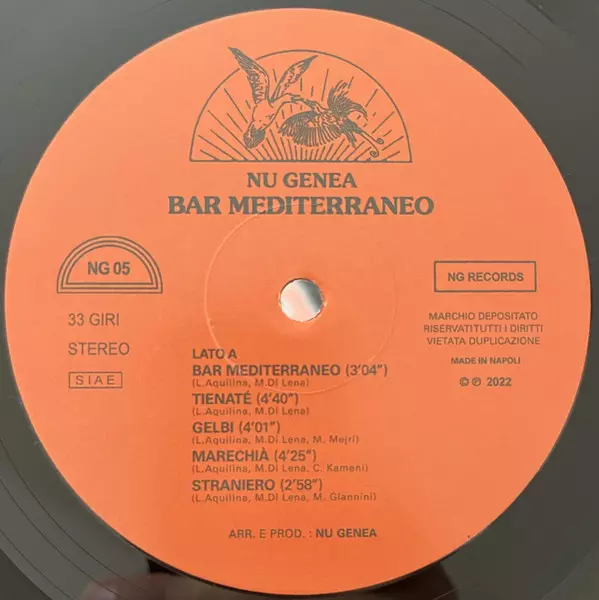 NU GENEA
BAR MEDITERRANEO
NG 05
33 GIRI
STEREO
SIAE
NG RECORDS
MARCHIO DEPOSITATO
RISERVATI TUTTI I DIRITTI
VIETATA DUPLICAZIONE
MADE IN NAPOLI
© ℗ 2022
LATO A
BAR MEDITERRANEO (3'04")
(L.Aquilina, M.Di Lena)
TIENATÉ (4'40")
(L.Aquilina, M.Di Lena)
GELBI (4'01")
(L.Aquilina, M.Di Lena, M. Mejri)
MARECHIÀ (4'25")
(L.Aquilina, M.Di Lena, C. Kameni)
STRANIERO (2'58")
(L.Aquilina, M.Di Lena, M. Giannini)
ARR. E PROD. : NU GENEA